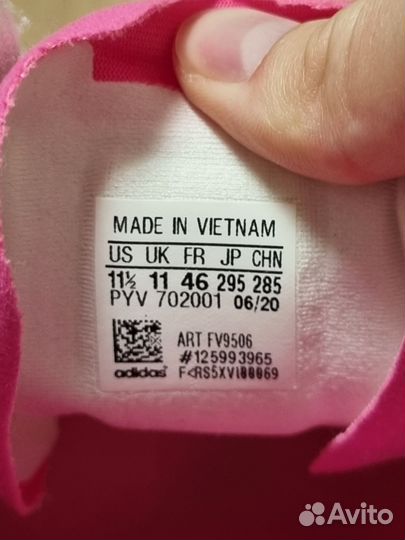 MADE IN VIETNAM
US UK FR JP CHN
11½ 11 46 295 285
PYV 702001 06/20
ART FV9506
#125993965
adidas
Avito